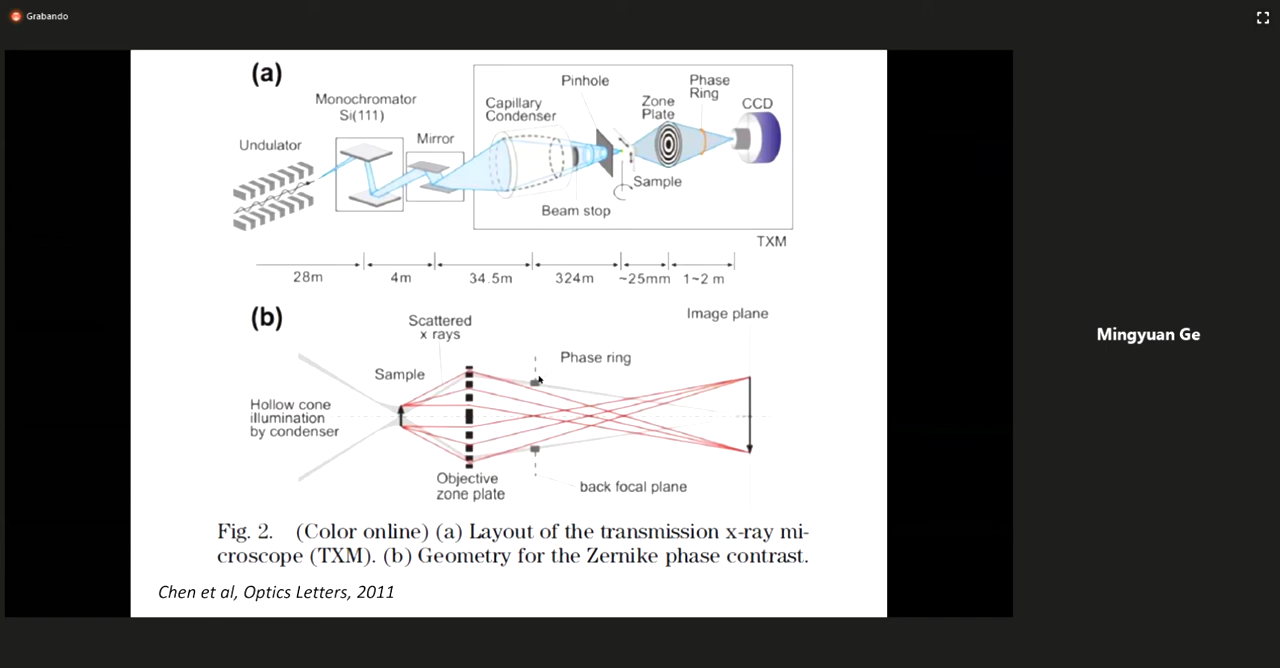 Grabando
(a)
Monochromator
Si(111)
Undulator
Mirror
Capillary
Condenser
Pinhole
Zone
Plate
Phase
Ring
CCD
Sample
Beam stop
TXM
28m
4m
34.5m
324m
~25mm
1~2 m
(b)
Scattered
x rays
Image plane
Phase ring
Sample
Hollow cone
illumination
by condenser
Objective
zone plate
back focal plane
Fig. 2. (Color online) (a) Layout of the transmission x-ray mi-
croscope (TXM). (b) Geometry for the Zernike phase contrast.
Chen et al, Optics Letters, 2011
Mingyuan Ge